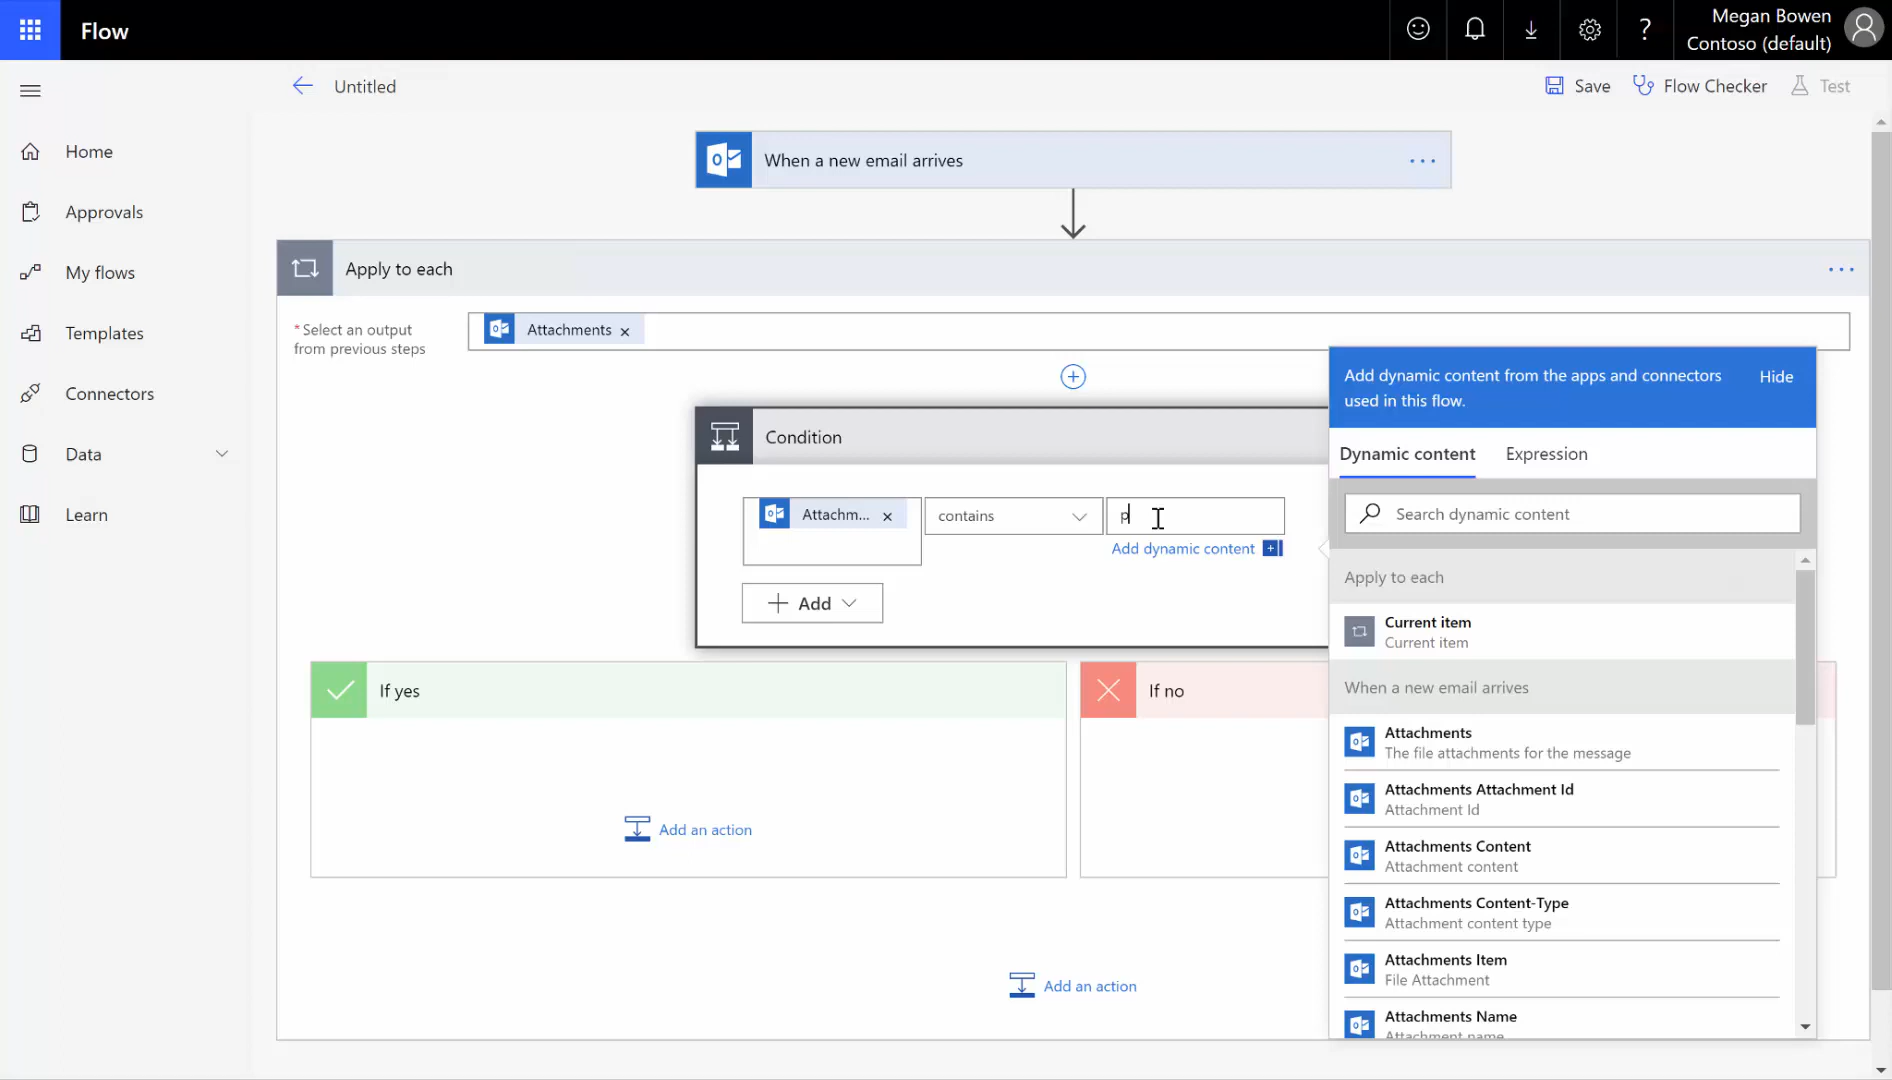 Flow
Megan Bowen
Contoso (default)
Untitled
Save
Flow Checker
Test
Home
Approvals
My flows
Templates
Connectors
Data
Learn
When a new email arrives
Apply to each
*Select an output
from previous steps
Attachments
Condition
Attachm...
contains
p
Add dynamic content
Add
If yes
Add an action
If no
Add an action
Add dynamic content from the apps and connectors
used in this flow.
Hide
Dynamic content
Expression
Search dynamic content
Apply to each
Current item
Current item
When a new email arrives
Attachments
The file attachments for the message
Attachments Attachment Id
Attachment Id
Attachments Content
Attachment content
Attachments Content-Type
Attachment content type
Attachments Item
File Attachment
Attachments Name
Attachment name